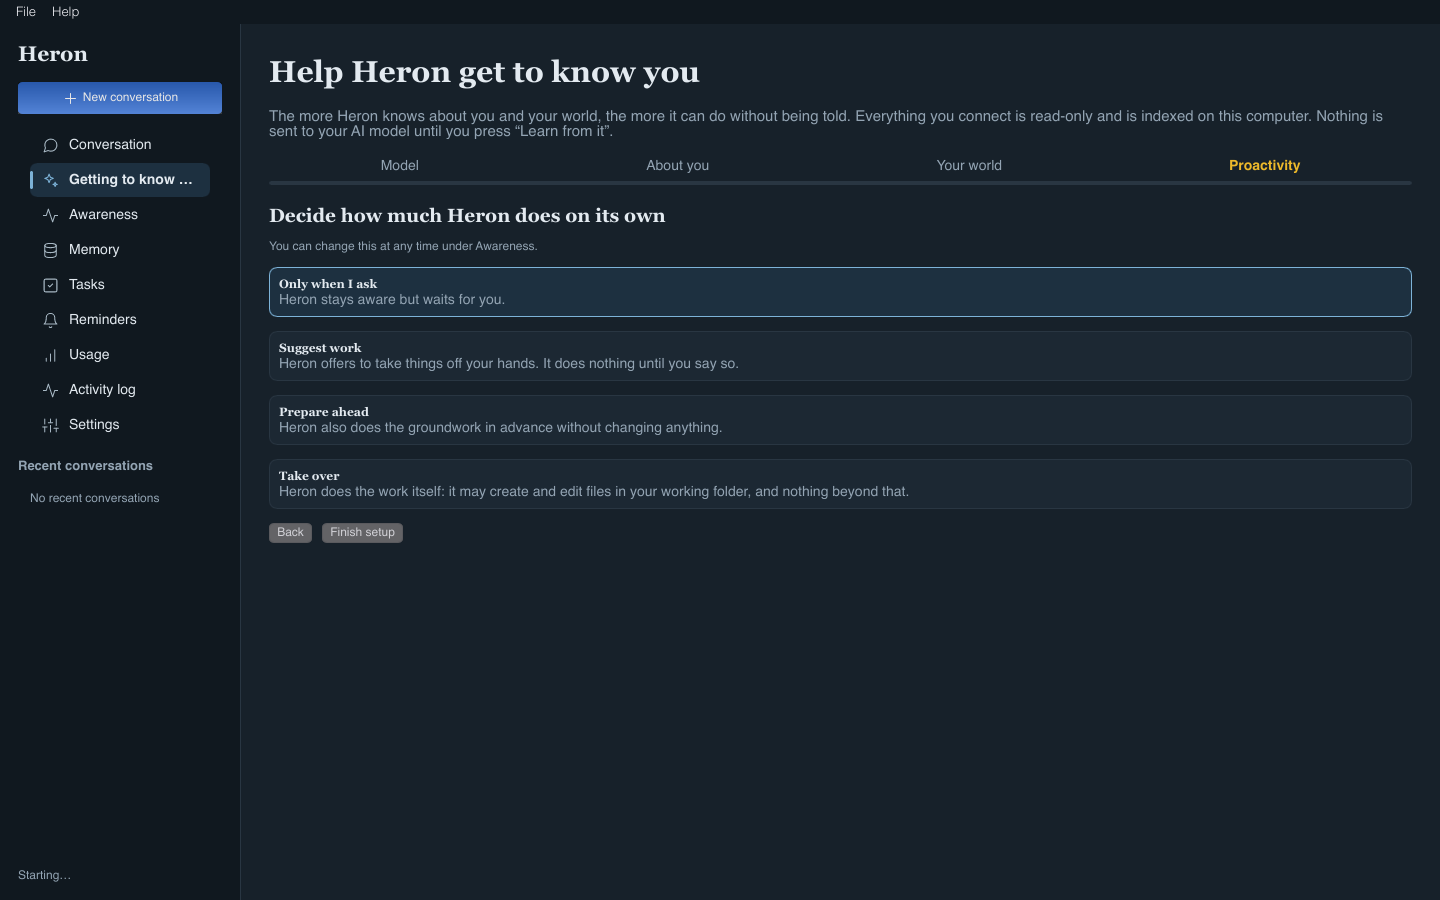 File Help
Heron
New conversation
Conversation
Getting to know ...
Awareness
Memory
Tasks
Reminders
Usage
Activity log
Settings
Recent conversations
No recent conversations
Starting…
Help Heron get to know you
The more Heron knows about you and your world, the more it can do without being told. Everything you connect is read-only and is indexed on this computer. Nothing is
sent to your AI model until you press “Learn from it”.
Model About you Your world Proactivity
Decide how much Heron does on its own
You can change this at any time under Awareness.
Only when I ask
Heron stays aware but waits for you.
Suggest work
Heron offers to take things off your hands. It does nothing until you say so.
Prepare ahead
Heron also does the groundwork in advance without changing anything.
Take over
Heron does the work itself: it may create and edit files in your working folder, and nothing beyond that.
Back Finish setup